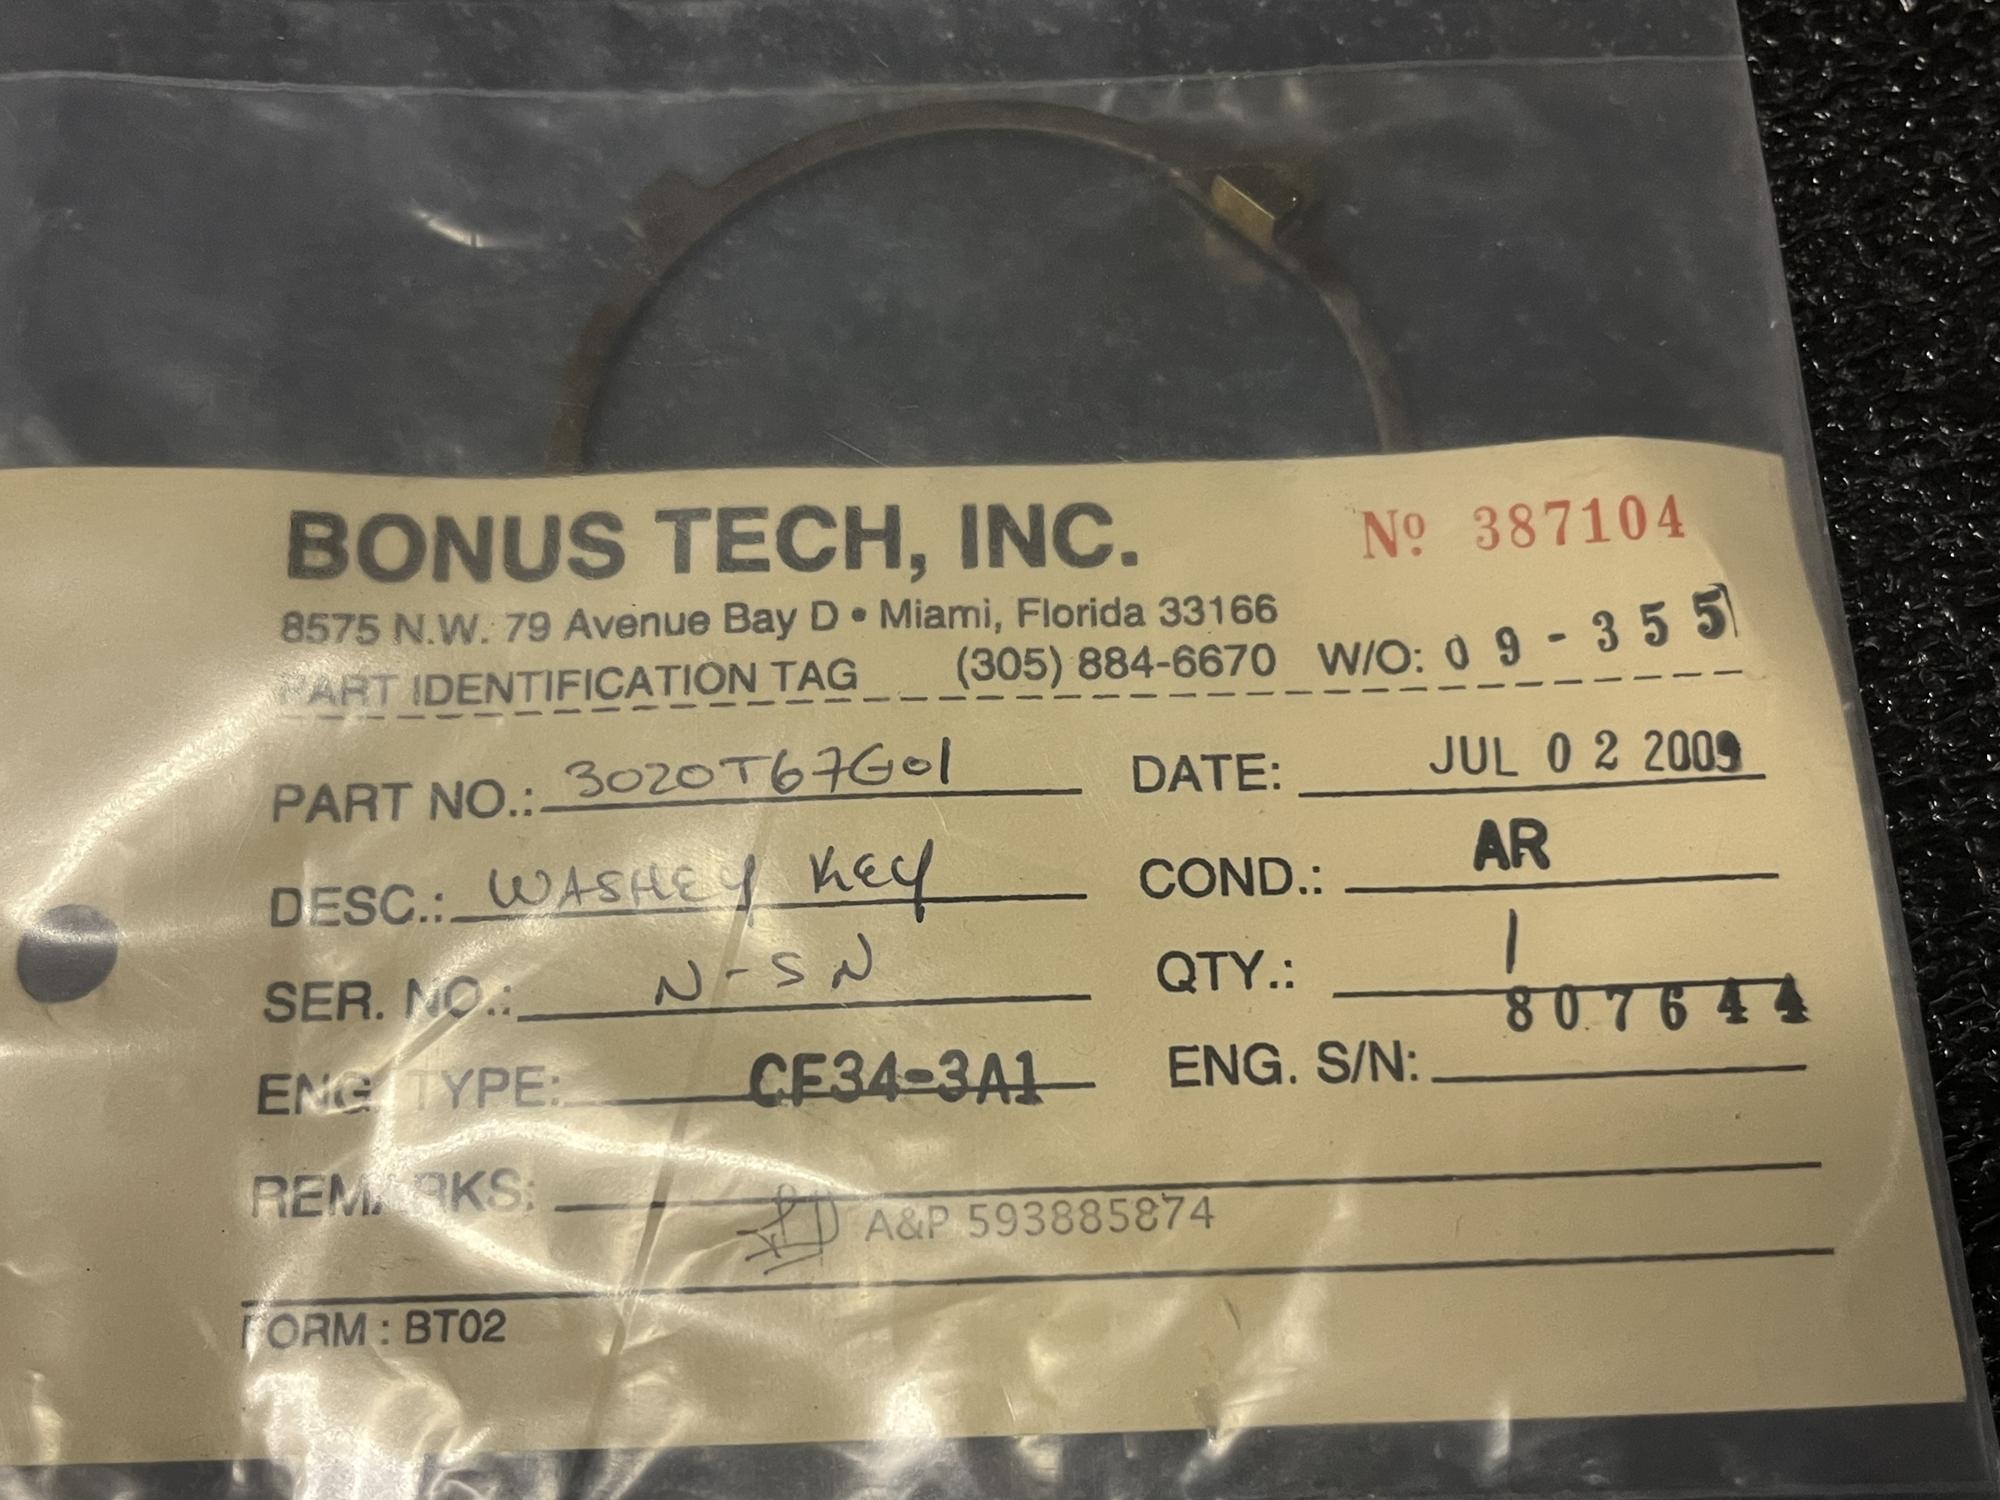 BONUS TECH, INC. Nº 387104
8575 N.W. 79 Avenue Bay D • Miami, Florida 33166
PART IDENTIFICATION TAG (305) 884-6670 W/O: 09-355
PART NO.: 3020T67G01 DATE: JUL 02 2009
DESC.: WASHEY KEY COND.: AR
SER. NO.: N-SN QTY.: 1
ENG. TYPE: CF34-3A1 ENG. S/N: 807644
REMARKS:
A&P 593885874
FORM : BT02